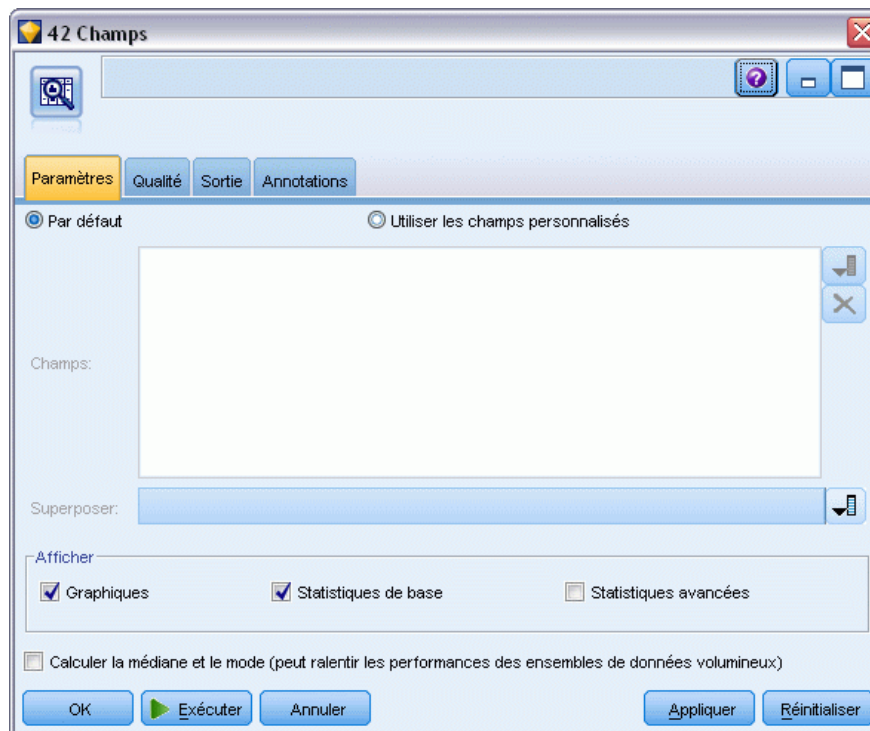 42 Champs
Paramètres Qualité Sortie Annotations
Par défaut Utiliser les champs personnalisés
Champs:
Superposer:
Afficher
Graphiques Statistiques de base Statistiques avancées
Calculer la médiane et le mode (peut ralentir les performances des ensembles de données volumineux)
OK Exécuter Annuler Appliquer Réinitialiser